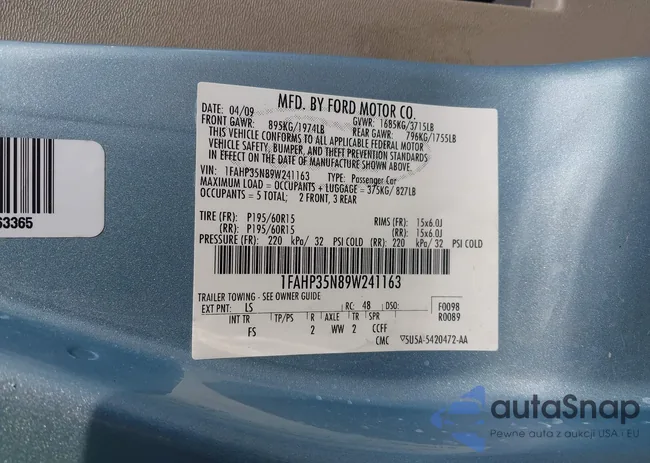 MFD. BY FORD MOTOR CO.
DATE: 04/09 GVWR: 1685KG/3715LB
FRONT GAWR: 895KG/1974LB REAR GAWR: 796KG/1755LB
THIS VEHICLE CONFORMS TO ALL APPLICABLE FEDERAL MOTOR
VEHICLE SAFETY, BUMPER, AND THEFT PREVENTION STANDARDS
IN EFFECT ON THE DATE OF MANUFACTURE SHOWN ABOVE.
VIN: 1FAHP35N89W241163 TYPE: Passenger Car
MAXIMUM LOAD = OCCUPANTS + LUGGAGE = 375KG/ 827LB
OCCUPANTS = 5 TOTAL; 2 FRONT, 3 REAR
TIRE (FR): P195/60R15 RIMS (FR): 15x6.0J
(RR): P195/60R15 (RR): 15x6.0J
PRESSURE (FR): 220 kPa/ 32 PSI COLD (RR) 220 kPa/ 32 PSI COLD
1FAHP35N89W241163
TRAILER TOWING - SEE OWNER GUIDE
EXT PNT: LS RC: 48 DSO: F0098
INT TR TP/PS R AXLE TR SPR R0089
FS 2 WW 2 CCFF
CMC ▽5U5A-5420472-AA
63365
autaSnap
Pewne auta z aukcji USA i EU